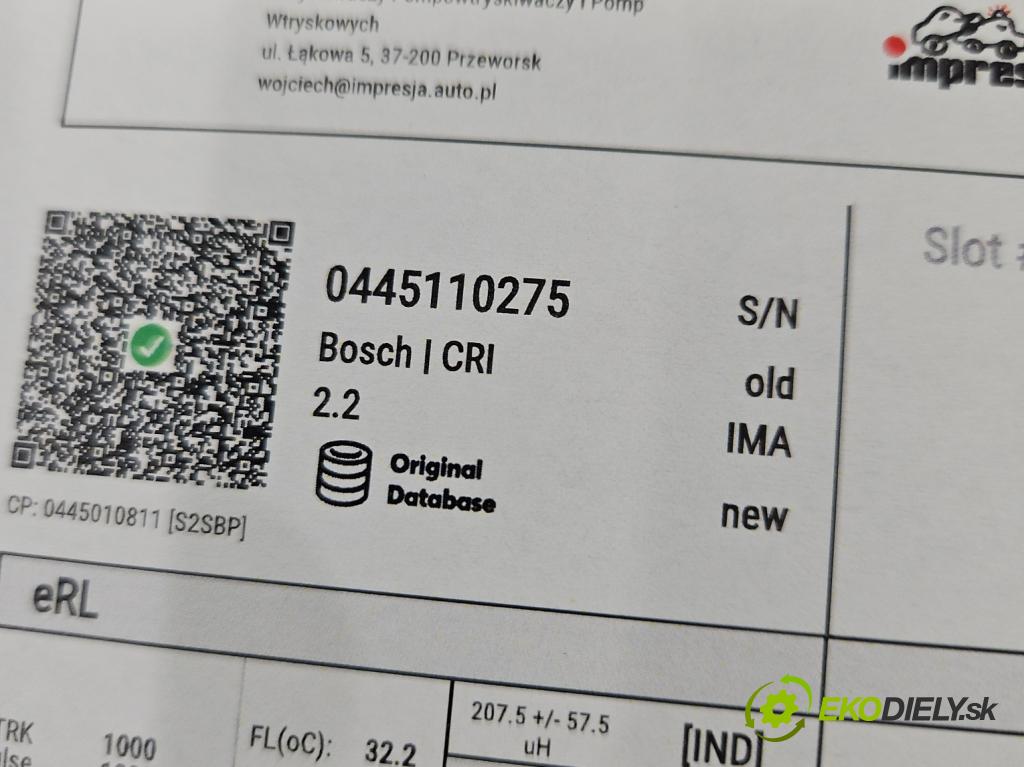 i Pomp
Wtryskowych
ul. Łąkowa 5, 37-200 Przeworsk
wojciech@impresja.auto.pl
impres
Slot #
0445110275
Bosch | CRI
2.2
Original
Database
S/N
old
IMA
new
CP: 0445010811 [S2SBP]
eRL
TRK
1000
FL(oC):
32.2
207.5 +/- 57.5
uH
[IND]
EKODIELY.sk